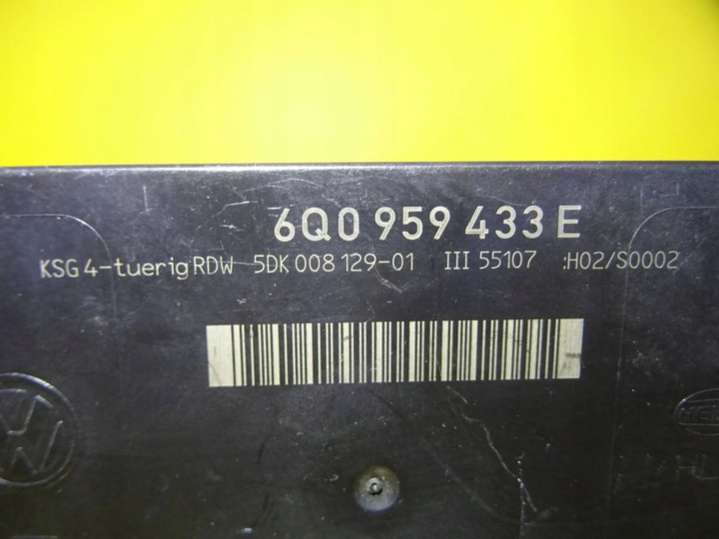 6Q0 959 433 E
KSG 4-tuerig RDW 5DK 008 129-01 III 55107 :H02/S0002